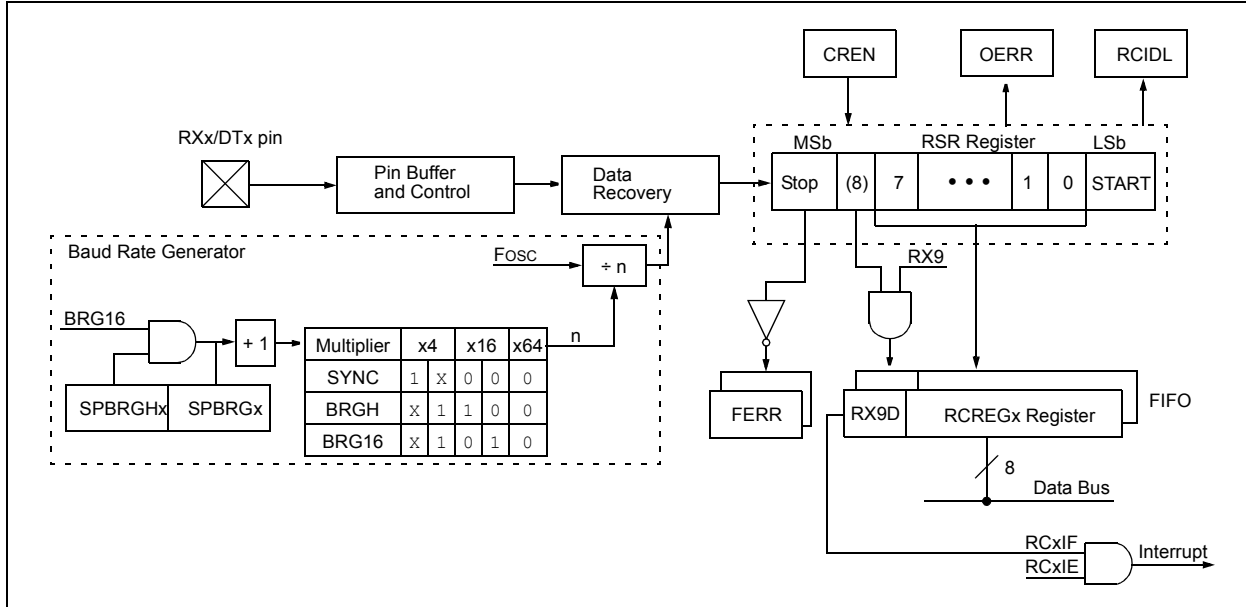 CREN OERR RCIDL
RXx/DTx pin
MSb RSR Register LSb
Pin Buffer
and Control
Data
Recovery
Stop (8) 7 • • • 1 0 START
Baud Rate Generator
FOSC
÷ n
RX9
BRG16
+ 1
n
Multiplier x4 x16 x64
SYNC 1 X 0 0 0
BRGH X 1 1 0 0
BRG16 X 1 0 1 0
SPBRGHx SPBRGx
FERR
RX9D RCREGx Register
FIFO
8
Data Bus
RCxIF
RCxIE
Interrupt